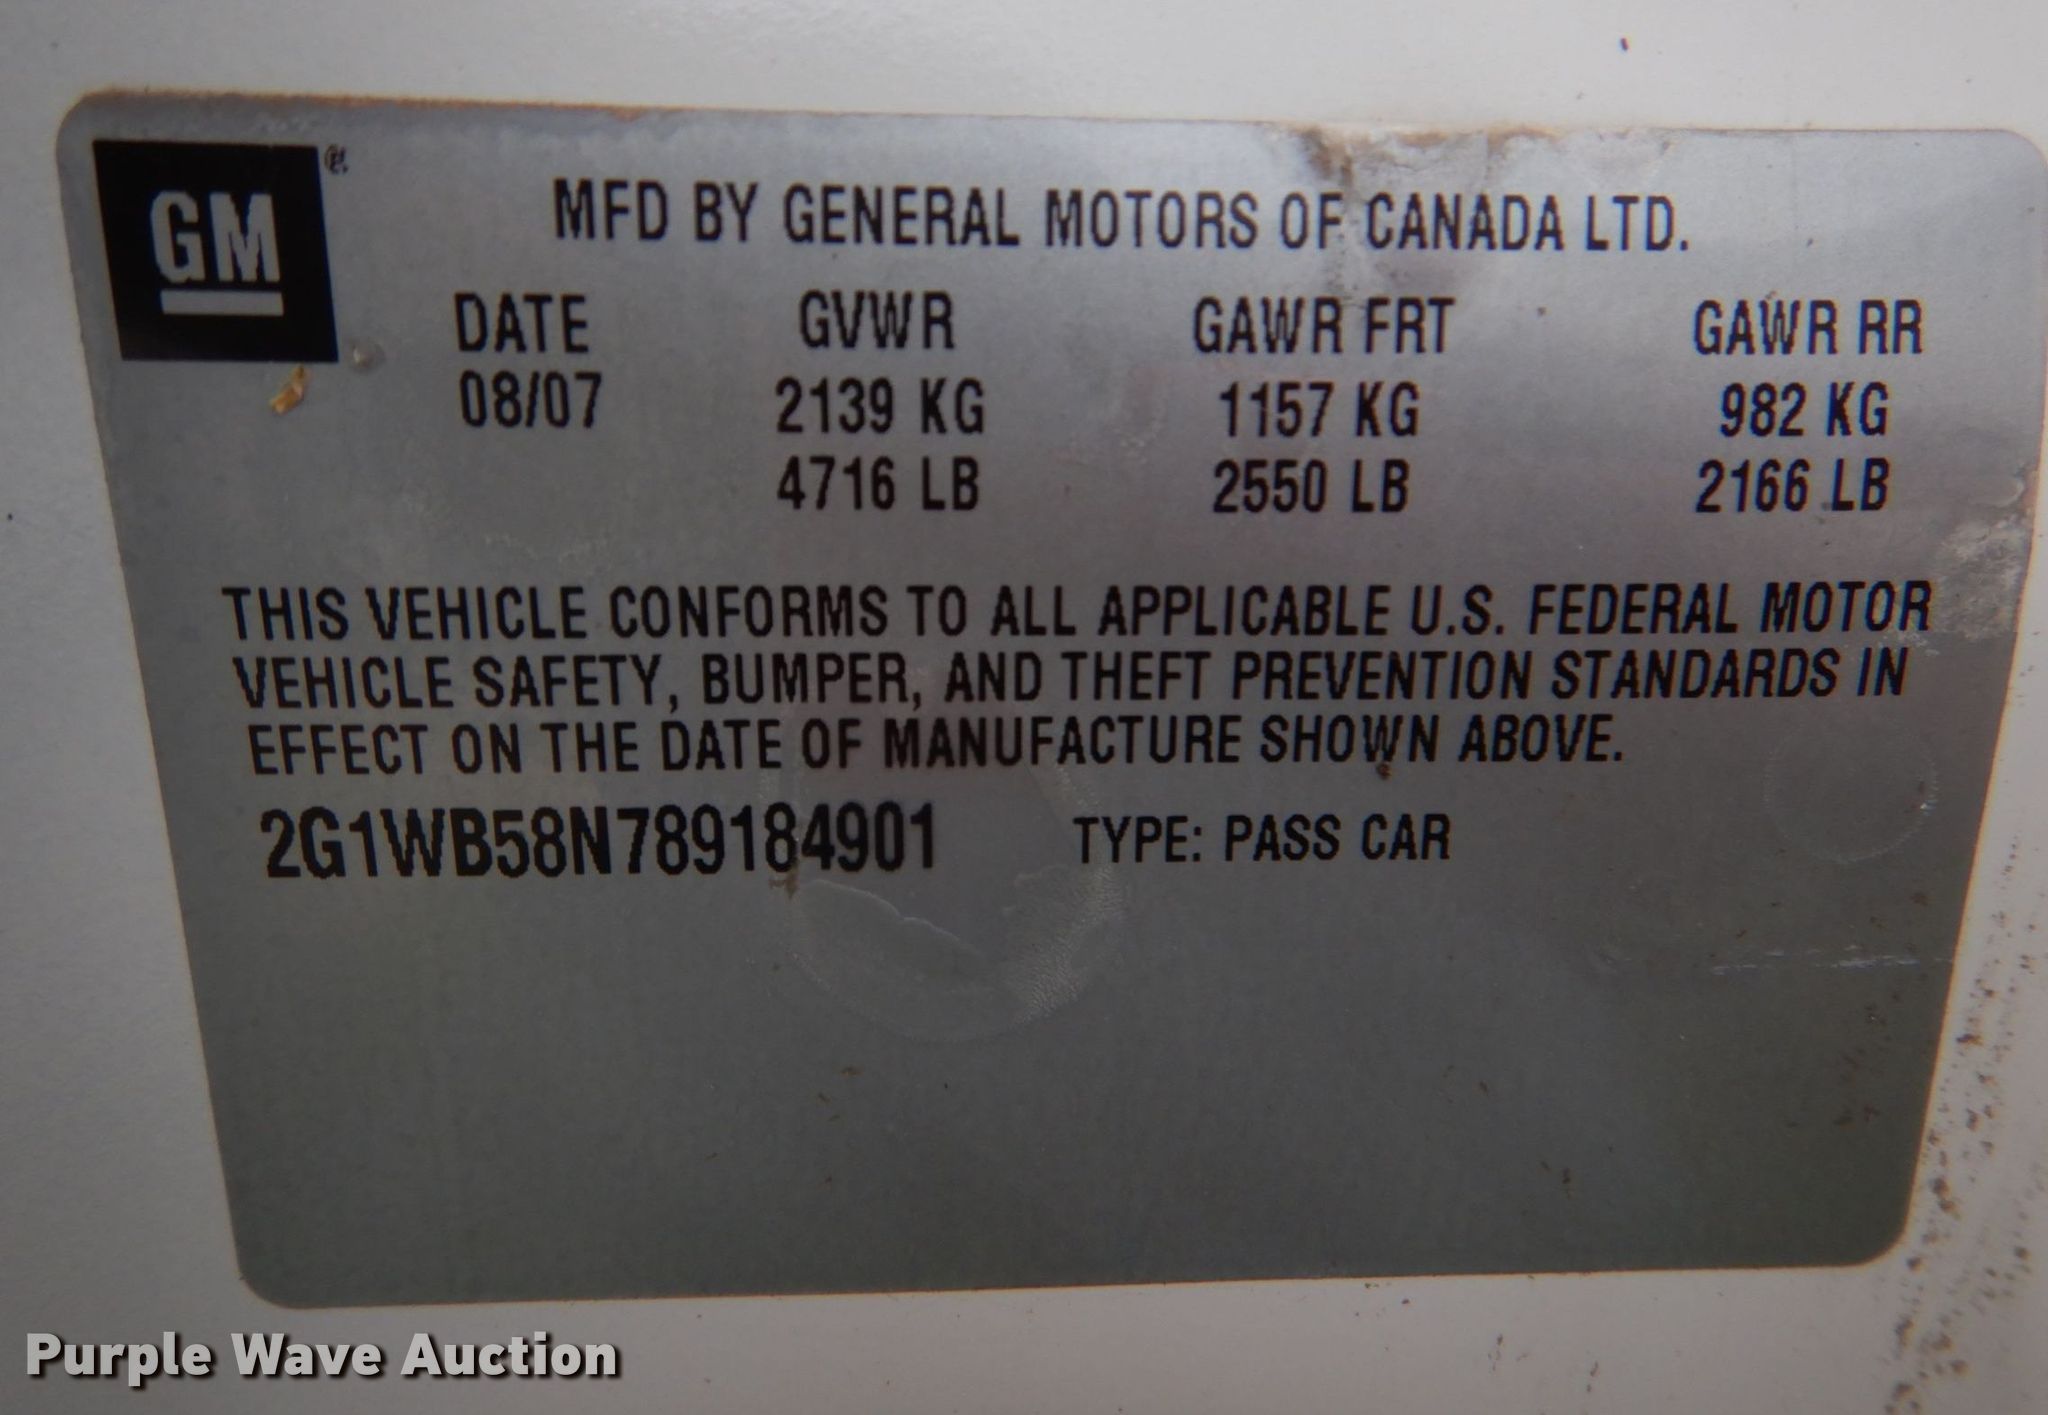 GM®
MFD BY GENERAL MOTORS OF CANADA LTD.
DATE GVWR GAWR FRT GAWR RR
08/07 2139 KG 1157 KG 982 KG
4716 LB 2550 LB 2166 LB
THIS VEHICLE CONFORMS TO ALL APPLICABLE U.S. FEDERAL MOTOR
VEHICLE SAFETY, BUMPER, AND THEFT PREVENTION STANDARDS IN
EFFECT ON THE DATE OF MANUFACTURE SHOWN ABOVE.
2G1WB58N789184901 TYPE: PASS CAR
Purple Wave Auction